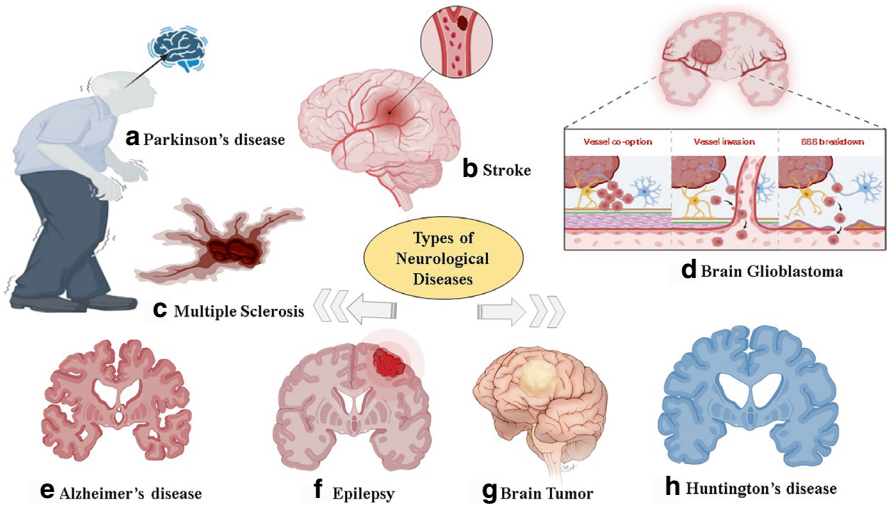 a Parkinson's disease
b Stroke
Vessel co-option
Vessel invasion
BBB breakdown
d Brain Glioblastoma
Types of
Neurological
Diseases
c Multiple Sclerosis
e Alzheimer's disease
f Epilepsy
g Brain Tumor
h Huntington's disease